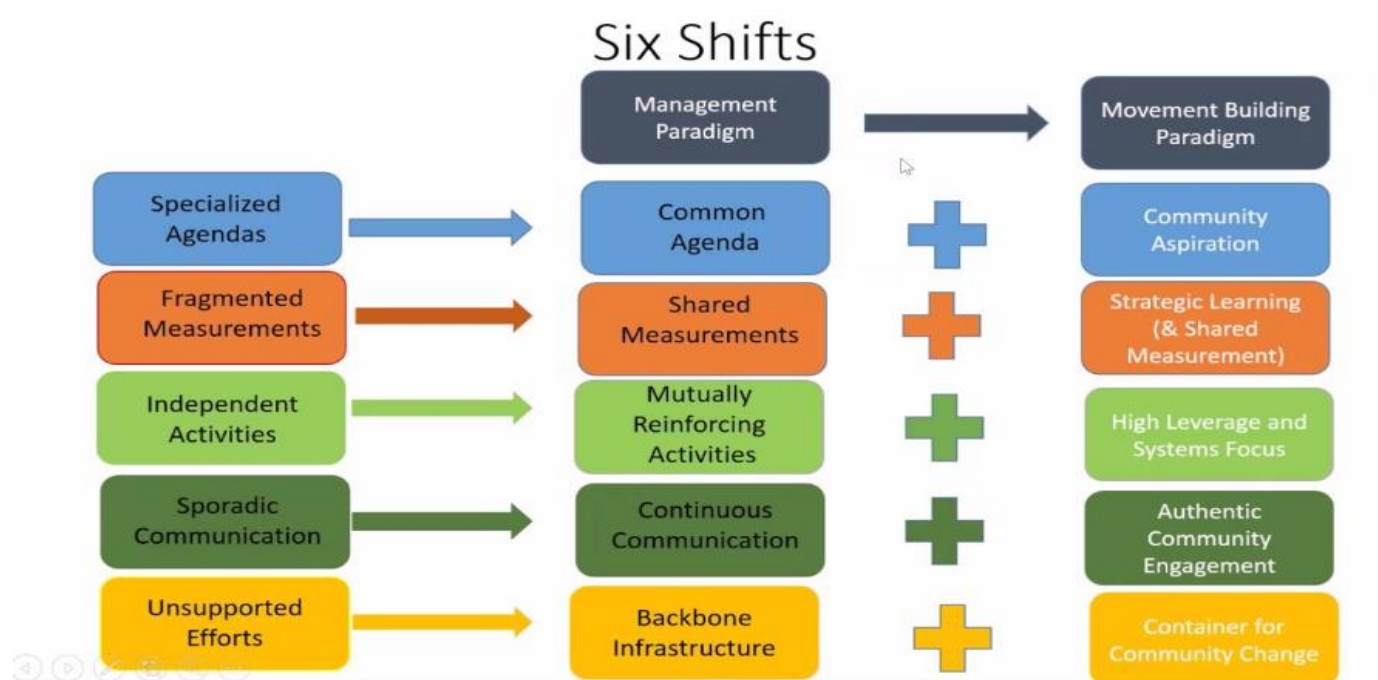 Six Shifts
Management
Paradigm
Movement Building
Paradigm
Specialized
Agendas
Common
Agenda
Community
Aspiration
Fragmented
Measurements
Shared
Measurements
Strategic Learning
(& Shared
Measurement)
Independent
Activities
Mutually
Reinforcing
Activities
High Leverage and
Systems Focus
Sporadic
Communication
Continuous
Communication
Authentic
Community
Engagement
Unsupported
Efforts
Backbone
Infrastructure
Container for
Community Change